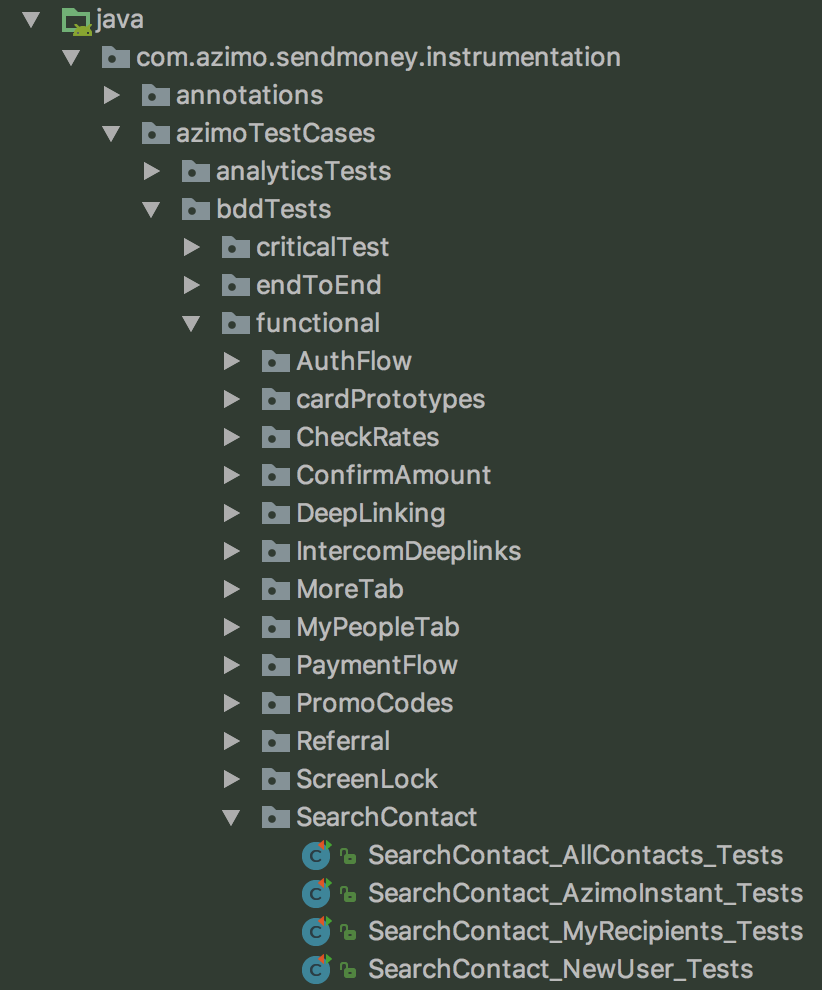 java
com.azimo.sendmoney.instrumentation
annotations
azimoTestCases
analyticsTests
bddTests
criticalTest
endToEnd
functional
AuthFlow
cardPrototypes
CheckRates
ConfirmAmount
DeepLinking
IntercomDeeplinks
MoreTab
MyPeopleTab
PaymentFlow
PromoCodes
Referral
ScreenLock
SearchContact
C SearchContact_AllContacts_Tests
C SearchContact_AzimoInstant_Tests
C SearchContact_MyRecipients_Tests
C SearchContact_NewUser_Tests